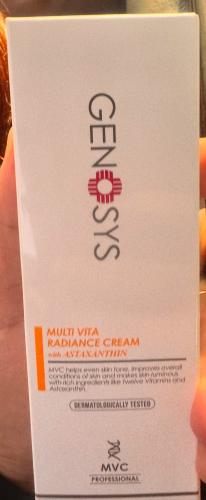 GENOSYS
MULTI VITA
RADIANCE CREAM
with ASTAXANTHIN
MVC helps even skin tone, improves overall
conditions of skin and makes skin luminous
with rich ingredients like twelve Vitamins and
Astaxanthin.
DERMATOLOGICALLY TESTED
MVC
PROFESSIONAL